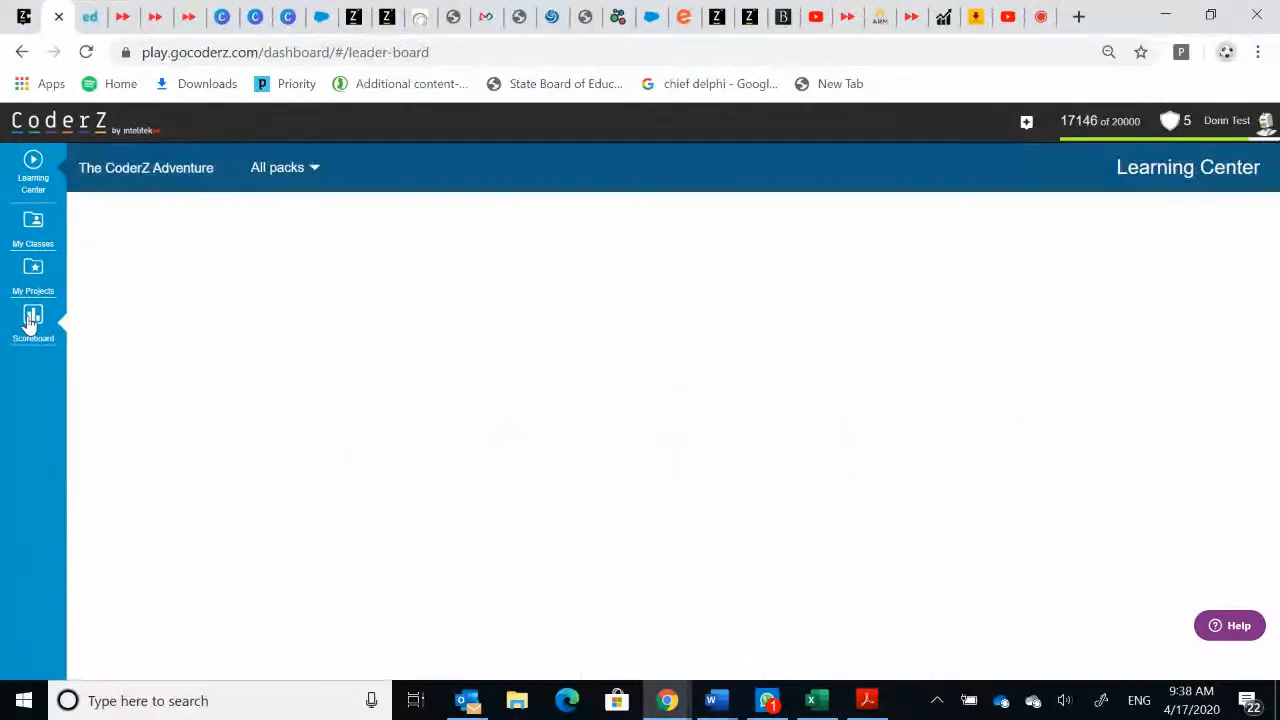 play.gocoderz.com/dashboard/#/leader-board
P
Apps
Home
Downloads
Priority
Additional content-...
State Board of Educ...
chief delphi - Googl...
New Tab
CoderZ by intelitek
17146 of 20000
5
Dorin Test
Learning Center
The CoderZ Adventure
All packs
Learning Center
My Classes
My Projects
Scoreboard
Help
Type here to search
1
ENG
9:38 AM
4/17/2020
22